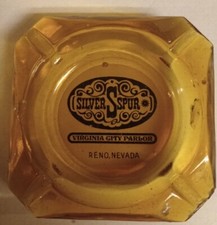 SILVER SPUR
VIRGINIA CITY PARLOR
RENO, NEVADA